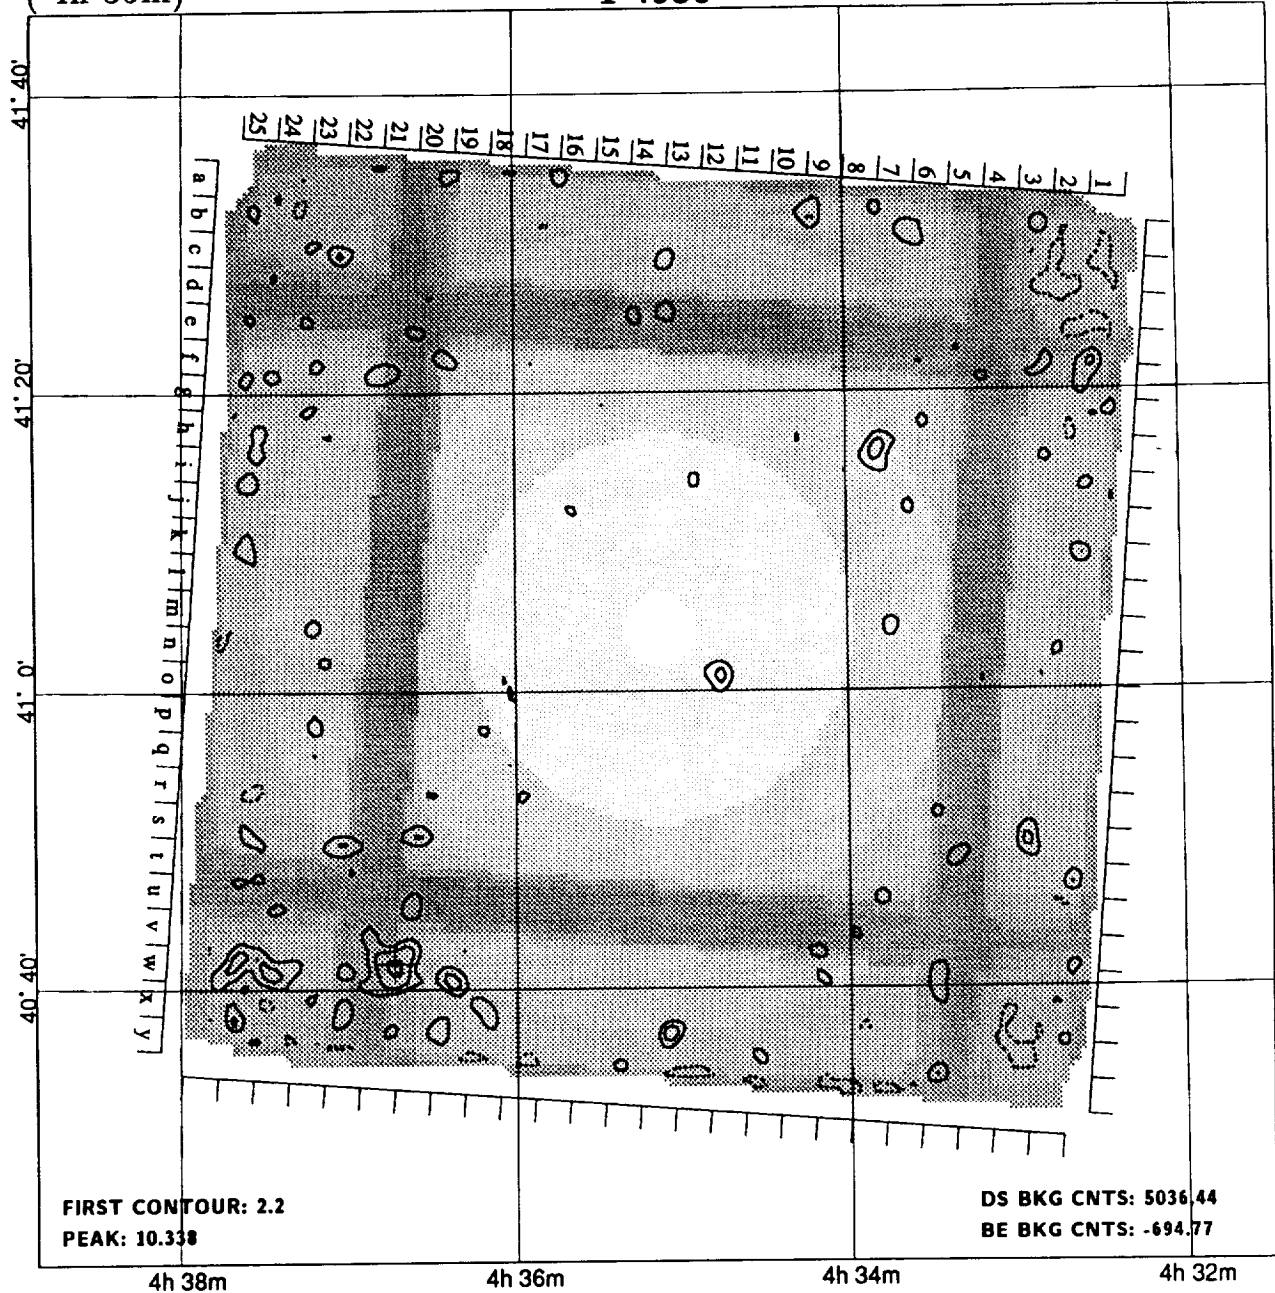 41° 40'
25 24 23 22 21 20 19 18 17 16 15 14 13 12 11 10 9 8 7 6 5 4 3 2 1
a b c d e f g h i j k l m n o p q r s t u v w x y
41° 20'
41° 0'
40° 40'
FIRST CONTOUR: 2.2
PEAK: 10.338
DS BKG CNTS: 5036.44
BE BKG CNTS: -694.77
4h 38m 4h 36m 4h 34m 4h 32m